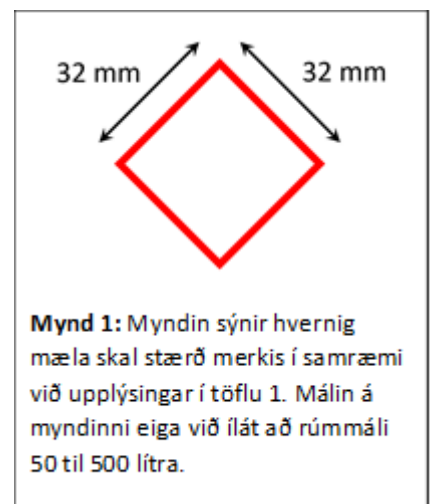 32 mm 32 mm
Mynd 1: Myndin sýnir hvernig
mæla skal stærð merkis í samræmi
við upplýsingar í töflu 1. Málin á
myndinni eiga við ílát að rúmmáli
50 til 500 lítra.